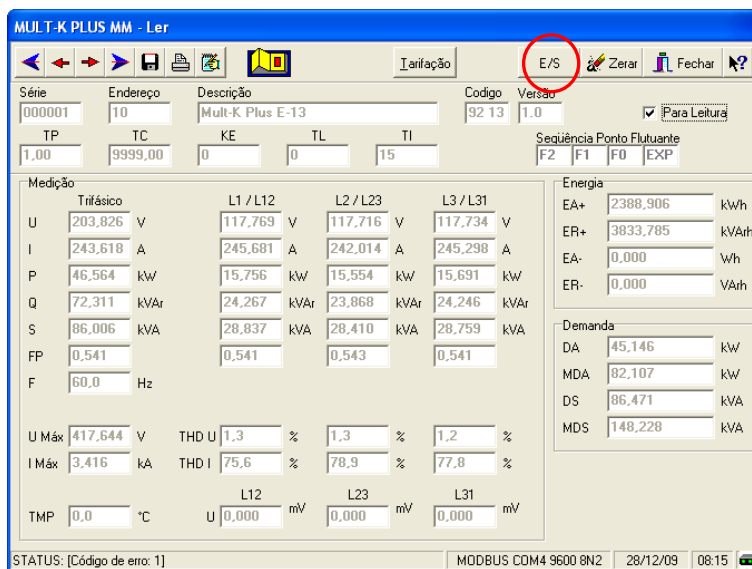 MULT-K PLUS MM - Ler
Tarifação E/S Zerar Fechar
Série Endereço Descrição Codigo Versão
000001 10 Mult-K Plus E-13 92 13 1.0 Para Leitura
TP TC KE TL TI Seqüência Ponto Flutuante
1,00 9999,00 0 0 15 F2 F1 F0 EXP
Medição
Trifásico L1 / L12 L2 / L23 L3 / L31
U 203,826 V 117,769 V 117,716 V 117,734 V
I 243,618 A 245,681 A 242,014 A 245,298 A
P 46,564 kW 15,756 kW 15,554 kW 15,691 kW
Q 72,311 kVAr 24,267 kVAr 23,868 kVAr 24,246 kVAr
S 86,006 kVA 28,837 kVA 28,410 kVA 28,759 kVA
FP 0,541 0,541 0,543 0,541
F 60,0 Hz
U Máx 417,644 V THD U 1,3 % 1,3 % 1,2 %
I Máx 3,416 kA THD I 75,6 % 78,9 % 77,8 %
L12 L23 L31
TMP 0,0 °C U 0,000 mV 0,000 mV 0,000 mV
Energia
EA+ 2388,906 kWh
ER+ 3833,785 kVArh
EA- 0,000 Wh
ER- 0,000 VArh
Demanda
DA 45,146 kW
MDA 82,107 kW
DS 86,471 kVA
MDS 148,228 kVA
STATUS: [Código de erro: 1] MODBUS COM4 9600 8N2 28/12/09 08:15